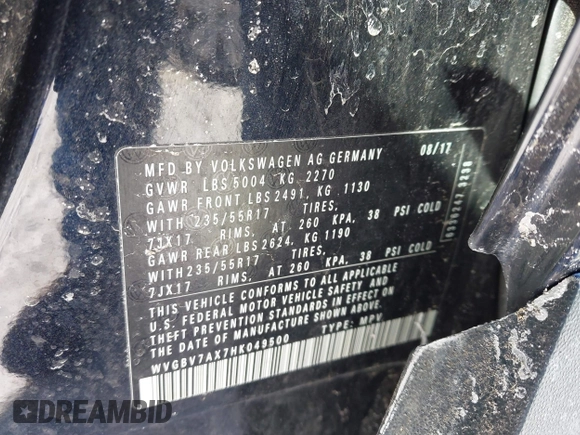 MFD BY VOLKSWAGEN AG GERMANY 08/17
GVWR LBS 5004 KG. 2270
GAWR FRONT LBS 2491, KG 1130
WITH 235/55R17 TIRES,
7JX17 RIMS, AT 260 KPA, 38 PSI COLD
GAWR REAR LBS 2624, KG 1190
WITH 235/55R17 TIRES,
7JX17 RIMS, AT 260 KPA, 38 PSI COLD
THIS VEHICLE CONFORMS TO ALL APPLICABLE
U.S. FEDERAL MOTOR VEHICLE SAFETY AND
THEFT PREVENTION STANDARDS IN EFFECT ON
THE DATE OF MANUFACTURE SHOWN ABOVE
WVGBV7AX7HK049500 TYPE: MPV
DREAMBID